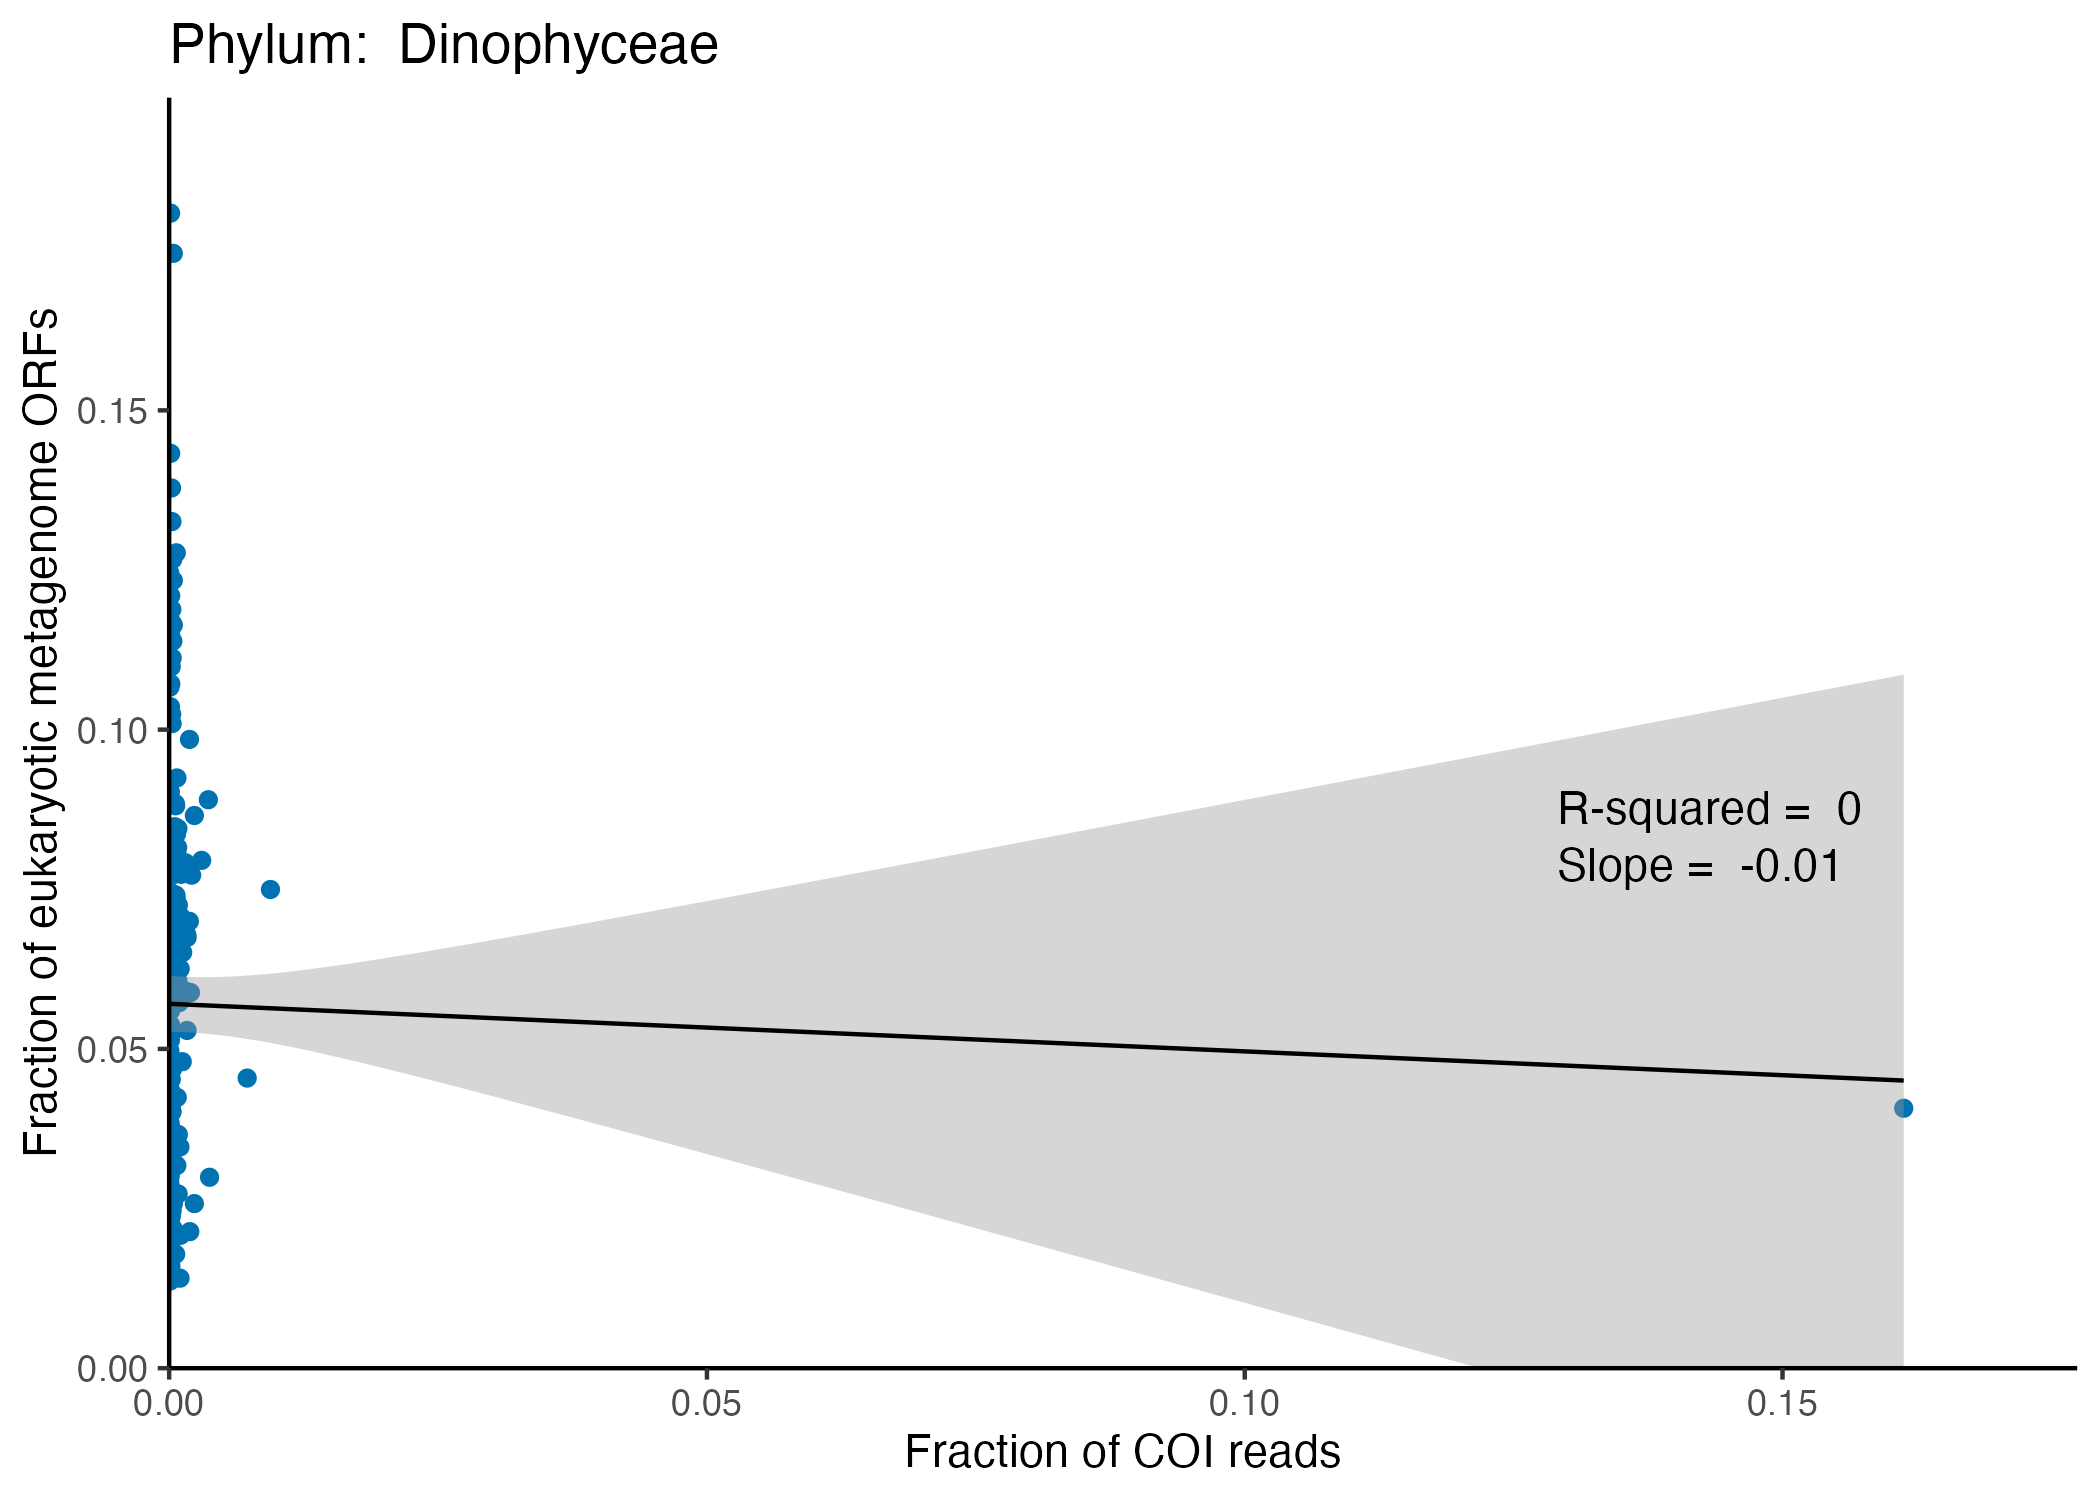 Phylum:  Dinophyceae
Fraction of eukaryotic metagenome ORFs
0.15
0.10
0.05
0.00
R-squared =  0
Slope =  -0.01
0.00 0.05 0.10 0.15
Fraction of COI reads